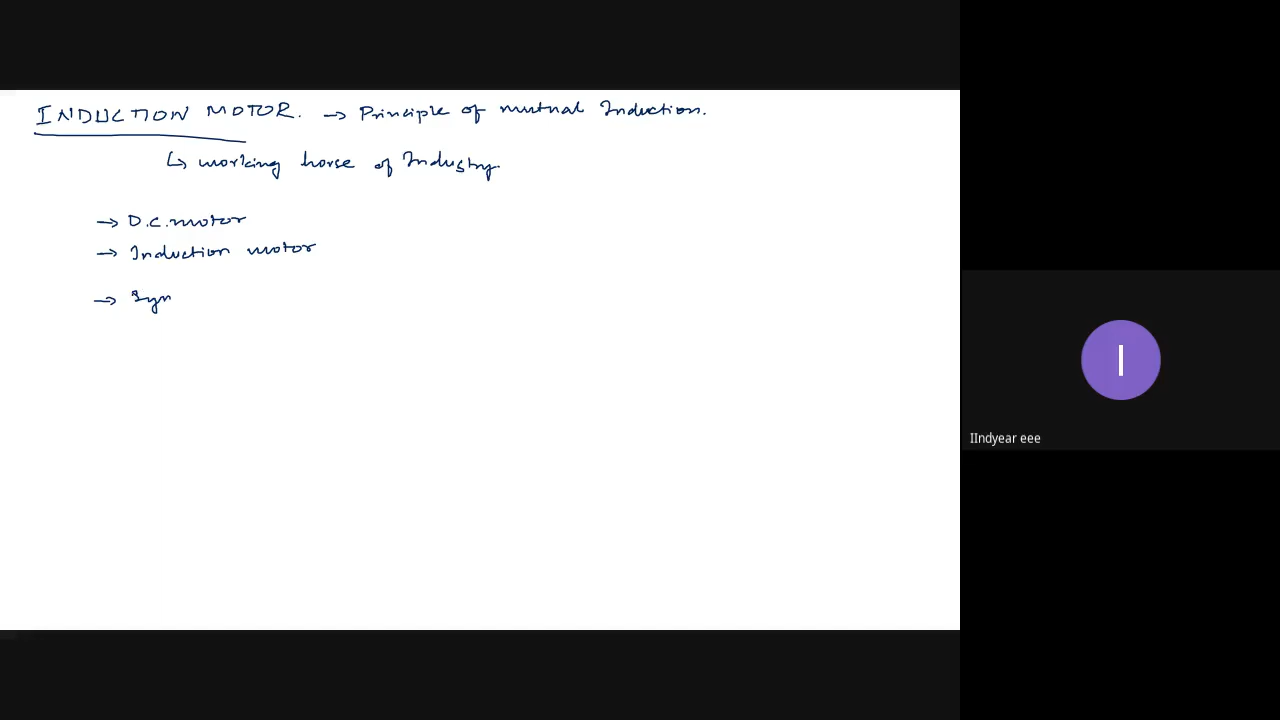 INDUCTION MOTOR. → Principle of mutual Induction.
↳ working horse of Industry.
→ D.C. motor
→ Induction motor
→ Syn
I
IIndyear eee